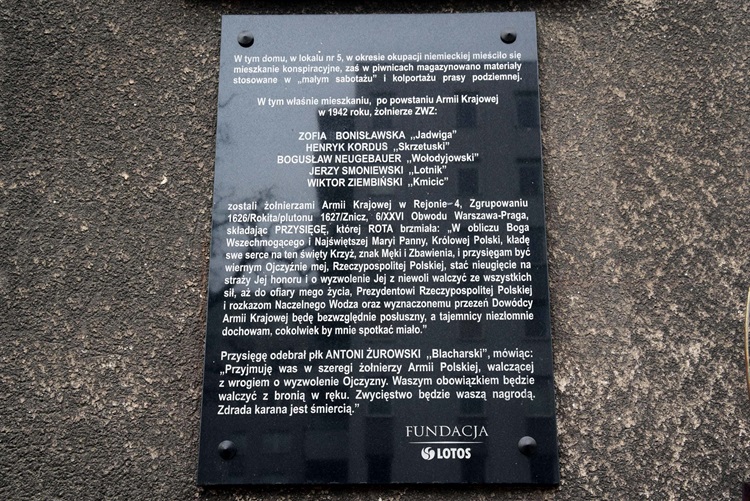 W tym domu, w lokalu nr 5, w okresie okupacji niemieckiej mieściło się
mieszkanie konspiracyjne, zaś w piwnicach magazynowano materiały
stosowane w „małym sabotażu” i kolportażu prasy podziemnej.
W tym właśnie mieszkaniu, po powstaniu Armii Krajowej
w 1942 roku, żołnierze ZWZ:
ZOFIA BONISŁAWSKA „Jadwiga”
HENRYK KORDUS „Skrzetuski”
BOGUSŁAW NEUGEBAUER „Wołodyjowski”
JERZY SMONIEWSKI „Lotnik”
WIKTOR ZIEMBIŃSKI „Kmicic”
zostali żołnierzami Armii Krajowej w Rejonie-4, Zgrupowaniu
1626/Rokita/plutonu 1627/Znicz, 6/XXVI Obwodu Warszawa-Praga,
składając PRZYSIĘGĘ, której ROTA brzmiała: „W obliczu Boga
Wszechmogącego i Najświętszej Maryi Panny, Królowej Polski, kładę
swe serce na ten święty Krzyż, znak Męki i Zbawienia, i przysięgam być
wiernym Ojczyźnie mej, Rzeczypospolitej Polskiej, stać nieugięcie na
straży Jej honoru i o wyzwolenie Jej z niewoli walczyć ze wszystkich
sił, aż do ofiary mego życia, Prezydentowi Rzeczypospolitej Polskiej
i rozkazom Naczelnego Wodza oraz wyznaczonemu przezeń Dowódcy
Armii Krajowej będę bezwzględnie posłuszny, a tajemnicy niezłomnie
dochowam, cokolwiek by mnie spotkać miało.”
Przysięgę odebrał płk ANTONI ŻUROWSKI „Blacharski”, mówiąc:
„Przyjmuję was w szeregi żołnierzy Armii Polskiej, walczącej
z wrogiem o wyzwolenie Ojczyzny. Waszym obowiązkiem będzie
walczyć z bronią w ręku. Zwycięstwo będzie waszą nagrodą.
Zdrada karana jest śmiercią.”
FUNDACJA
LOTOS